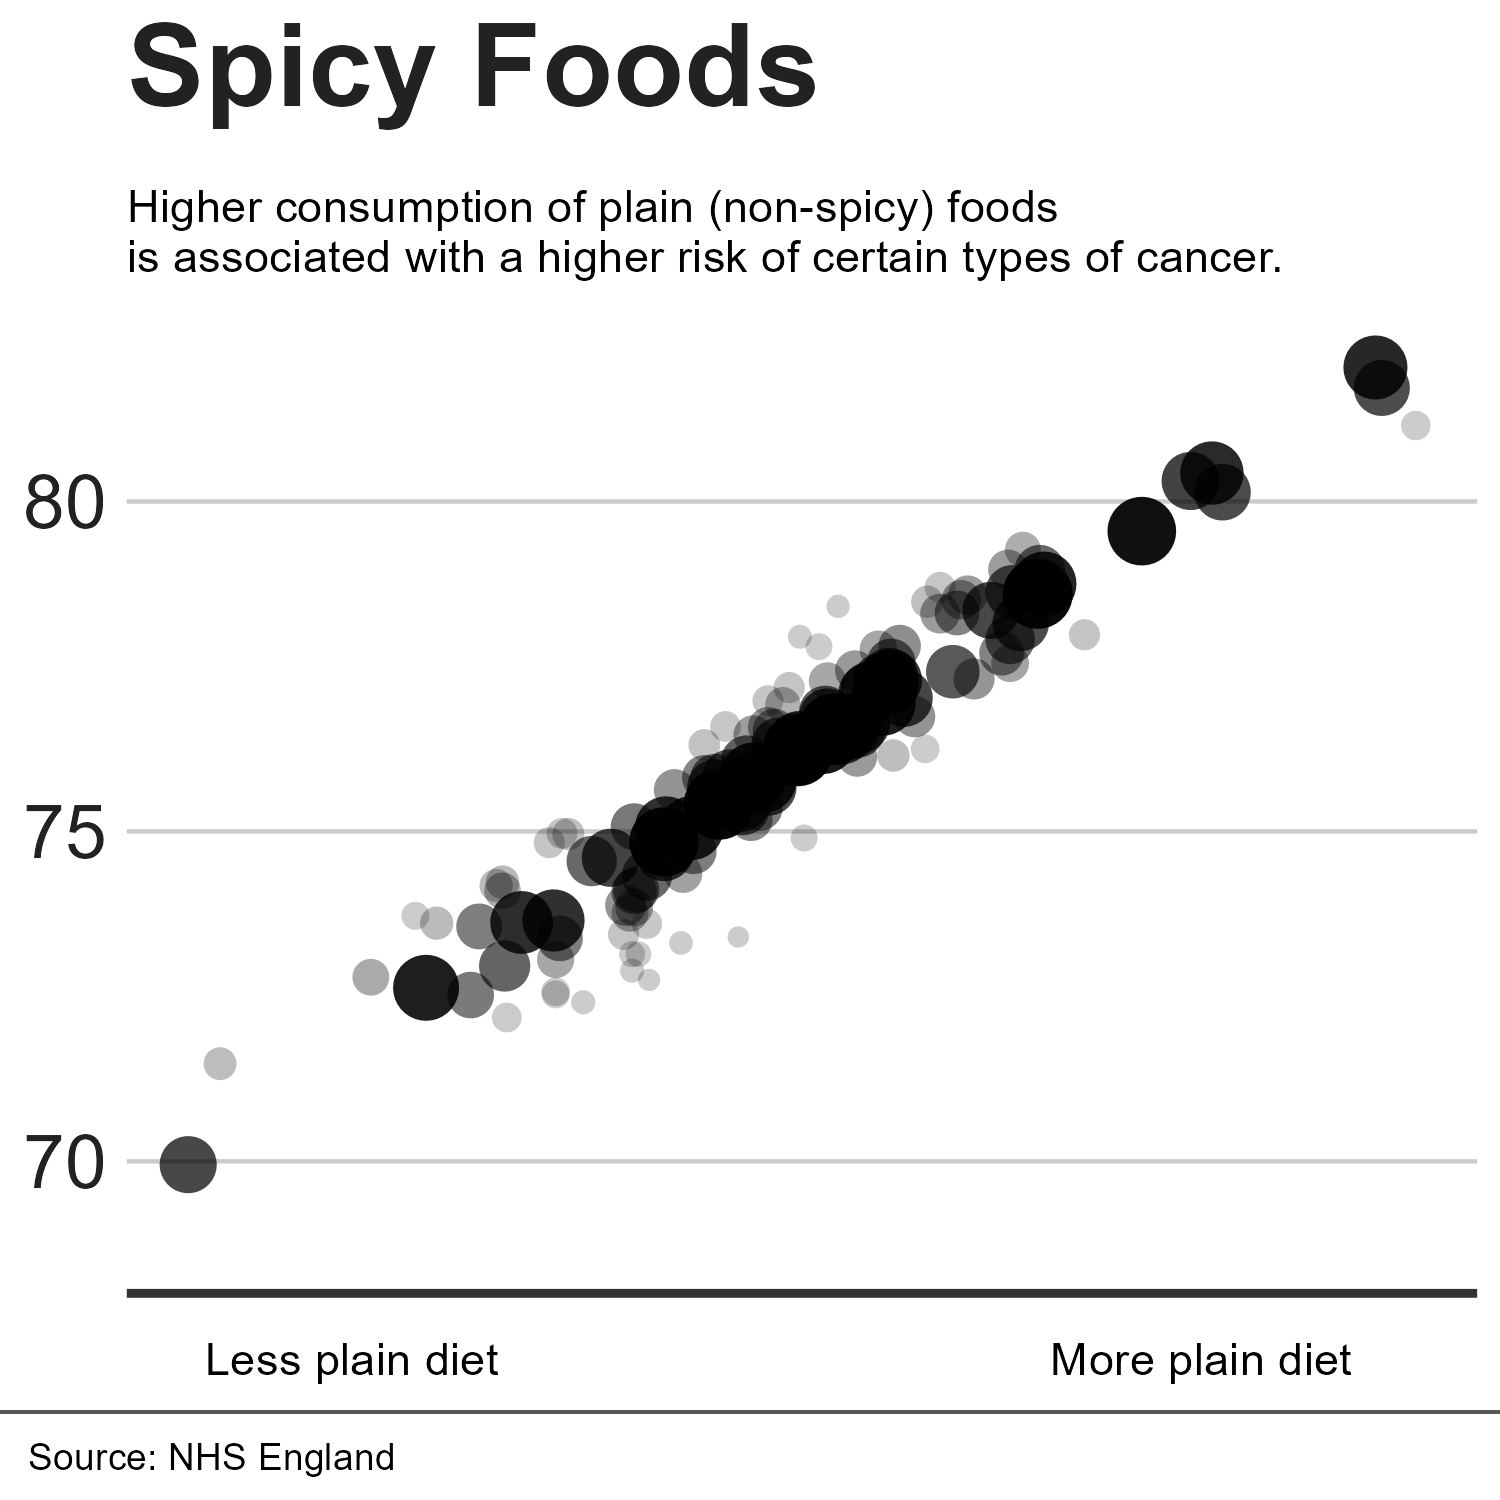 Spicy Foods
Higher consumption of plain (non-spicy) foods
is associated with a higher risk of certain types of cancer.
80
75
70
Less plain diet
More plain diet
Source: NHS England